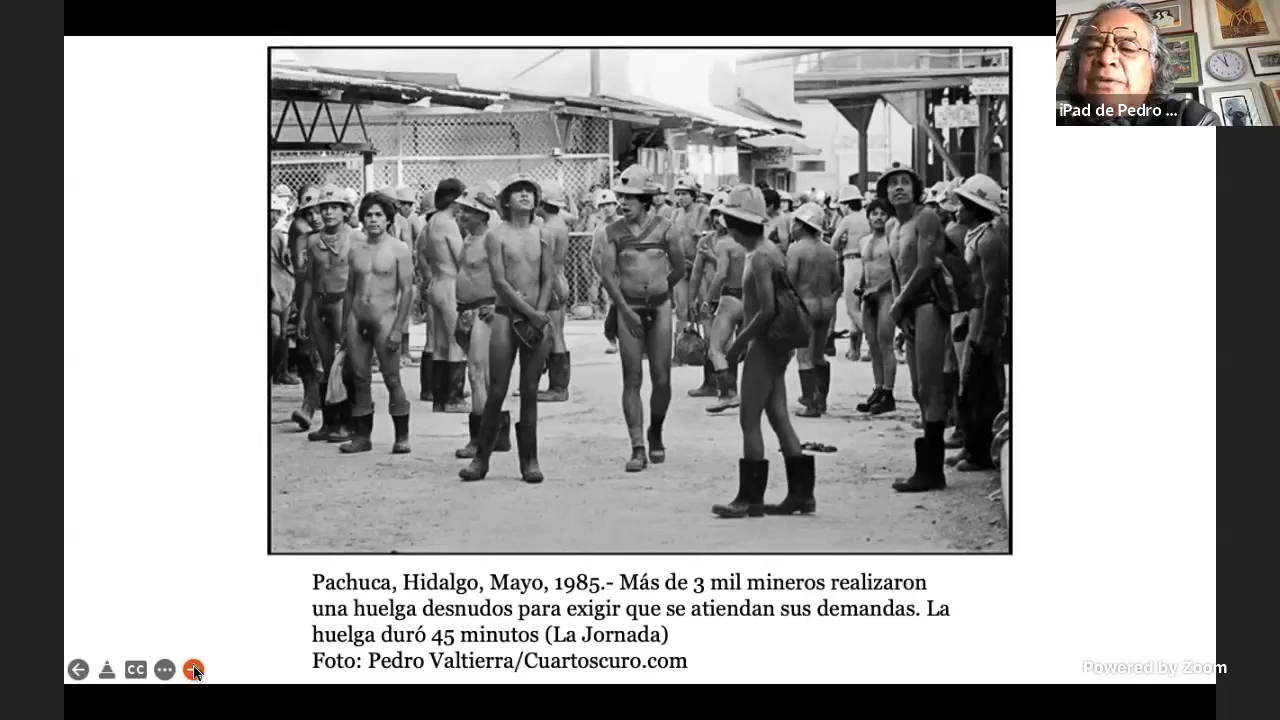 iPad de Pedro ...
Pachuca, Hidalgo, Mayo, 1985.- Más de 3 mil mineros realizaron
una huelga desnudos para exigir que se atiendan sus demandas. La
huelga duró 45 minutos (La Jornada)
Foto: Pedro Valtierra/Cuartoscuro.com
CC
Powered by Zoom